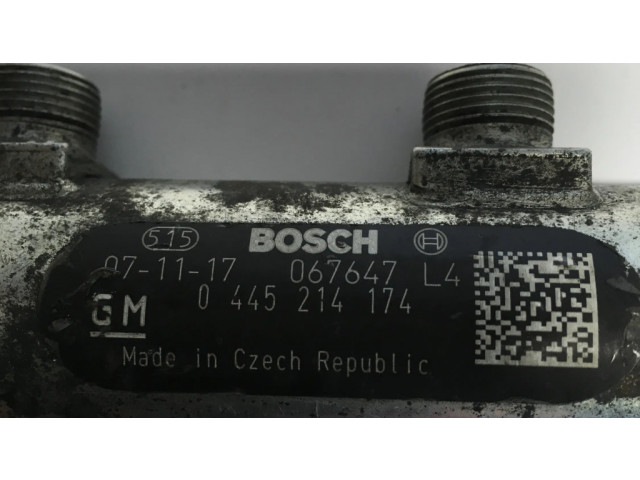 515 BOSCH
07-11-17 067647 L4
GM 0 445 214 174
Made in Czech Republic